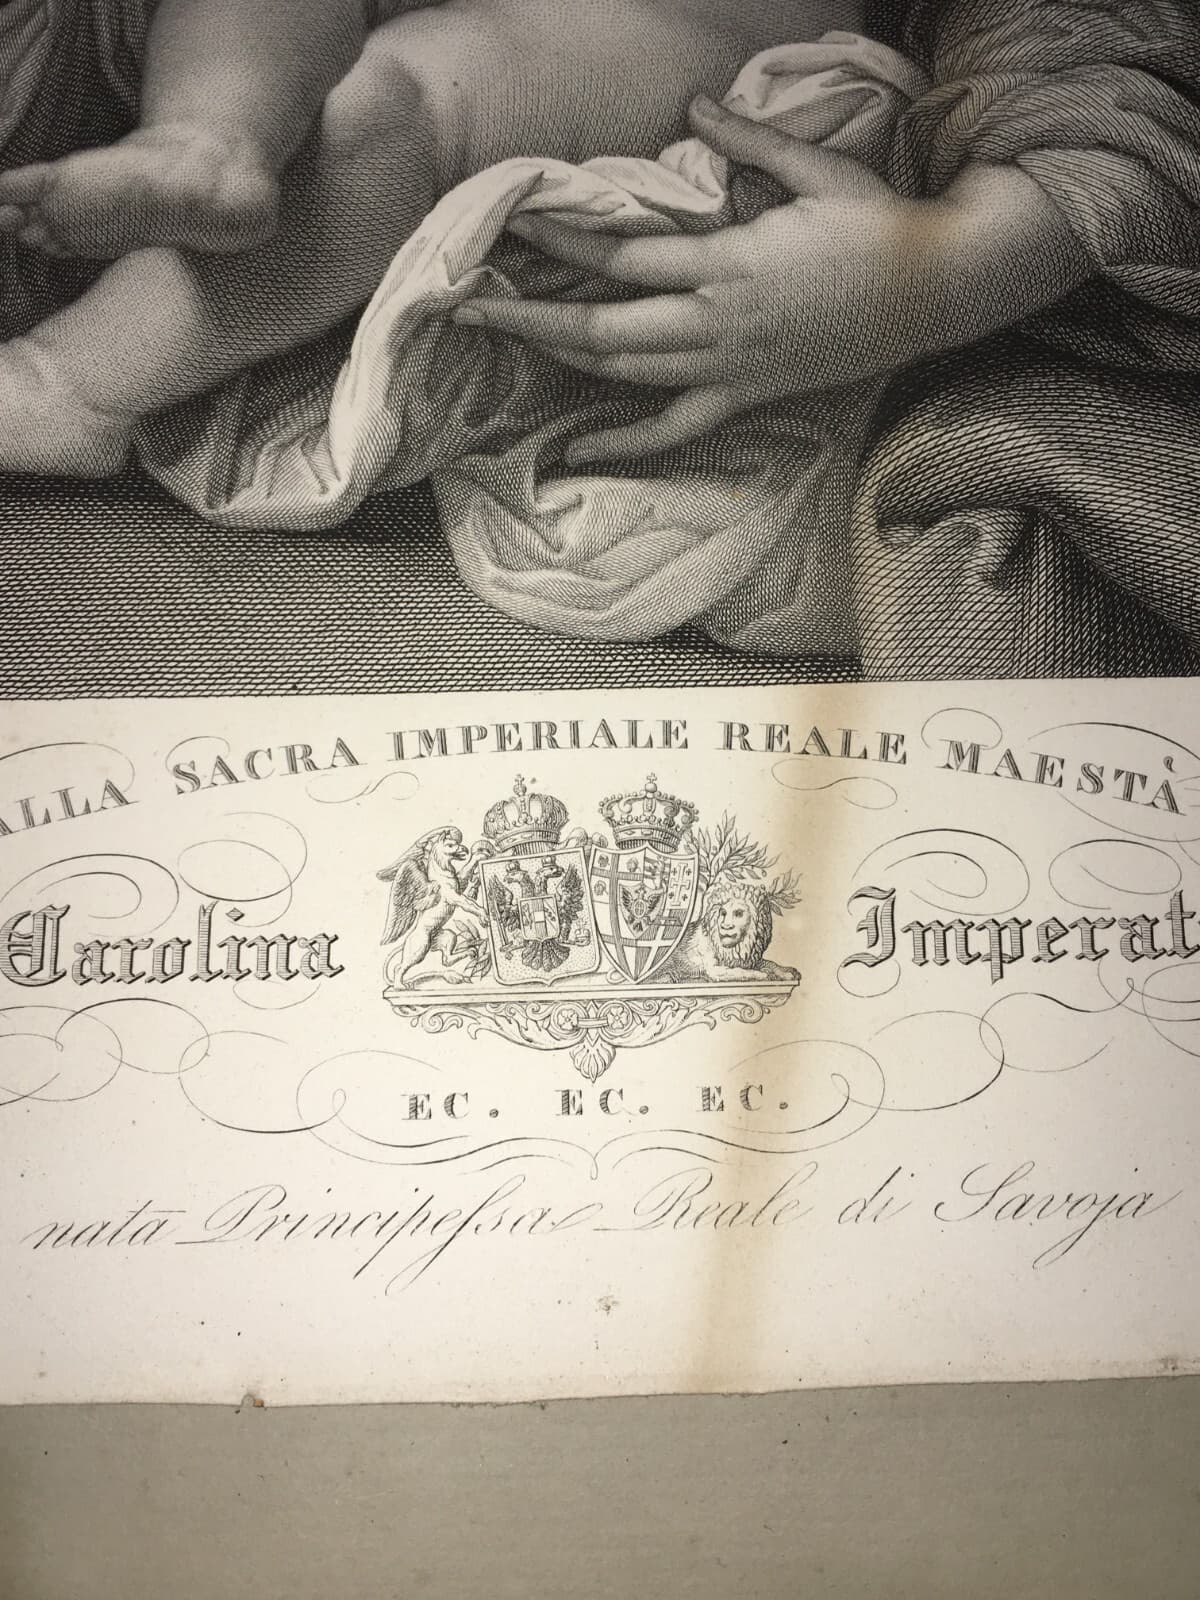 ALLA SACRA IMPERIALE REALE MAESTÀ
Carolina Imperat
EC. EC. EC.
nata Principeſsa Reale di Savoja